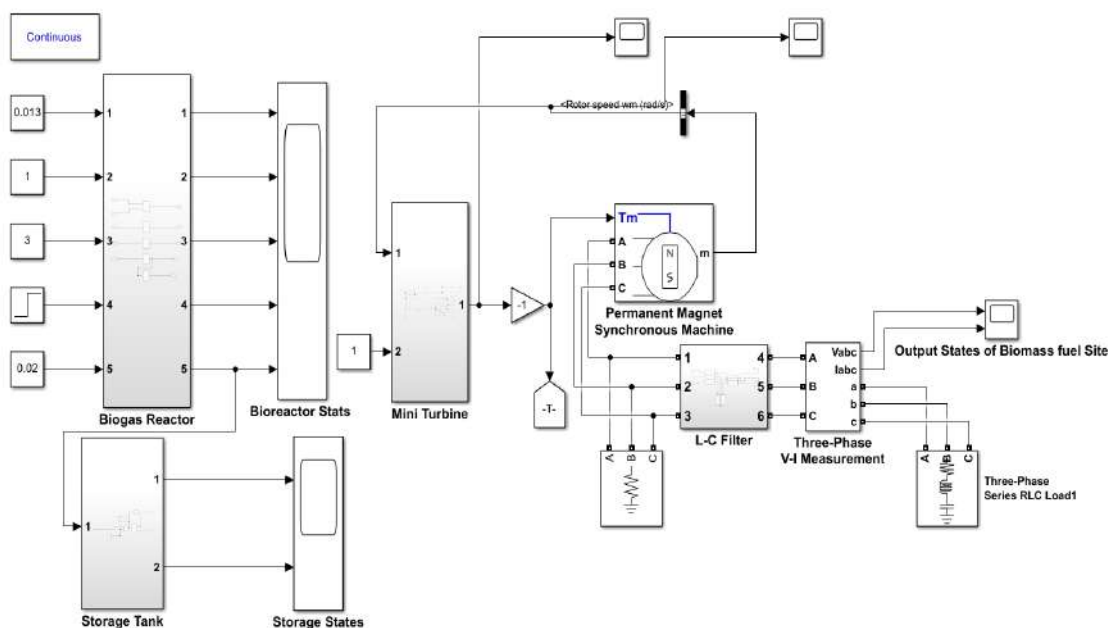 Continuous
0.013
1
3
0.02
1
2
3
4
5
1
2
3
4
5
Biogas Reactor
Bioreactor Stats
1
2
1
1
Mini Turbine
-1
-T-
<Rotor speed wm (rad/s)>
Tm
A
B
C
m
N
S
Permanent Magnet
Synchronous Machine
1
2
3
4
5
6
L-C Filter
A
B
C
Vabc
Iabc
a
b
c
Three-Phase
V-I Measurement
Output States of Biomass fuel Site
A
B
C
A
B
C
Three-Phase
Series RLC Load1
1
1
2
Storage Tank
Storage States